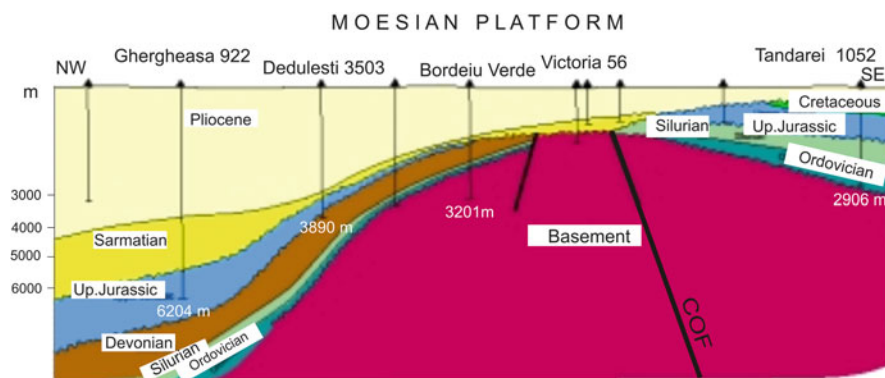 MOESIAN PLATFORM
NW
Ghergheasa 922
Dedulesti 3503
Bordeiu Verde
Victoria 56
Tandarei 1052
SE
m
Pliocene
Cretaceous
Silurian
Up.Jurassic
Ordovician
3000
2906 m
3201m
3890 m
4000
Sarmatian
Basement
5000
6000
Up.Jurassic
6204 m
COF
Devonian
Silurian
Ordovician